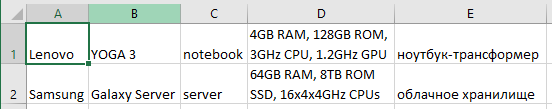 A B C D E
1 Lenovo YOGA 3 notebook 4GB RAM, 128GB ROM, 3GHz CPU, 1.2GHz GPU ноутбук-трансформер
2 Samsung Galaxy Server server 64GB RAM, 8TB ROM SSD, 16x4x4GHz CPUs облачное хранилище